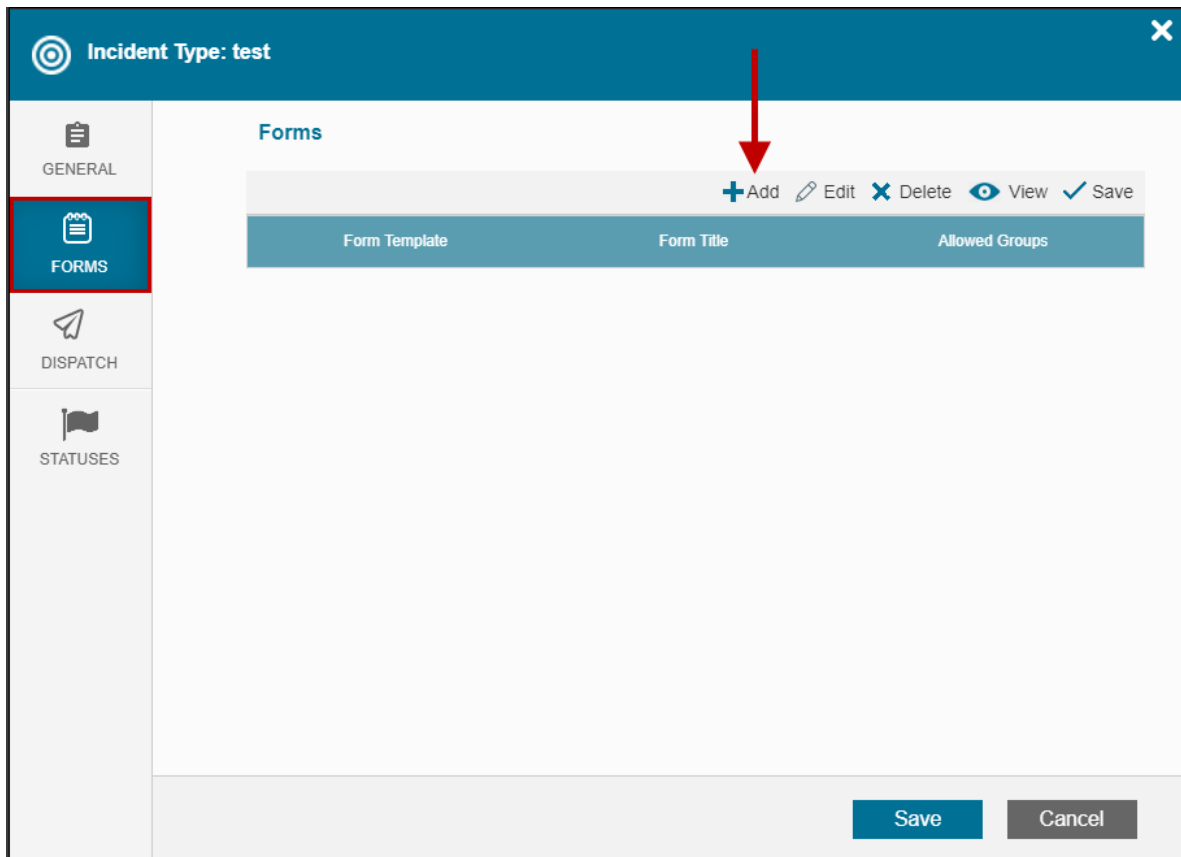 Incident Type: test
GENERAL
FORMS
DISPATCH
STATUSES
Forms
Add Edit Delete View Save
Form Template Form Title Allowed Groups
Save Cancel